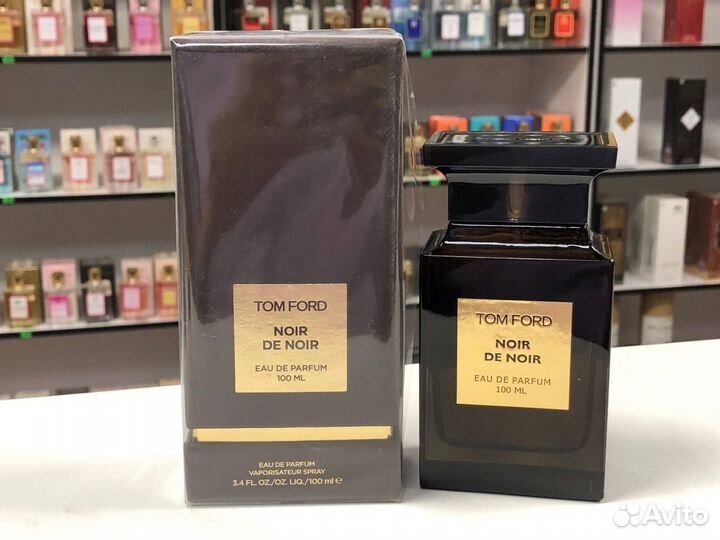 TOM FORD
NOIR
DE NOIR
EAU DE PARFUM
100 ML
EAU DE PARFUM
VAPORISATEUR SPRAY
3.4 FL. OZ./OZ. LIQ./100 ml ℮
TOM FORD
NOIR
DE NOIR
EAU DE PARFUM
100 ML
Avito